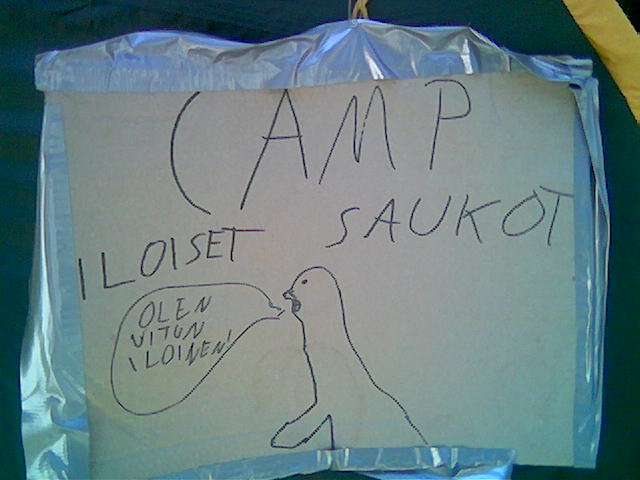 CAMP
ILOISET SAUKOT
OLEN
VITUN
ILOINEN!